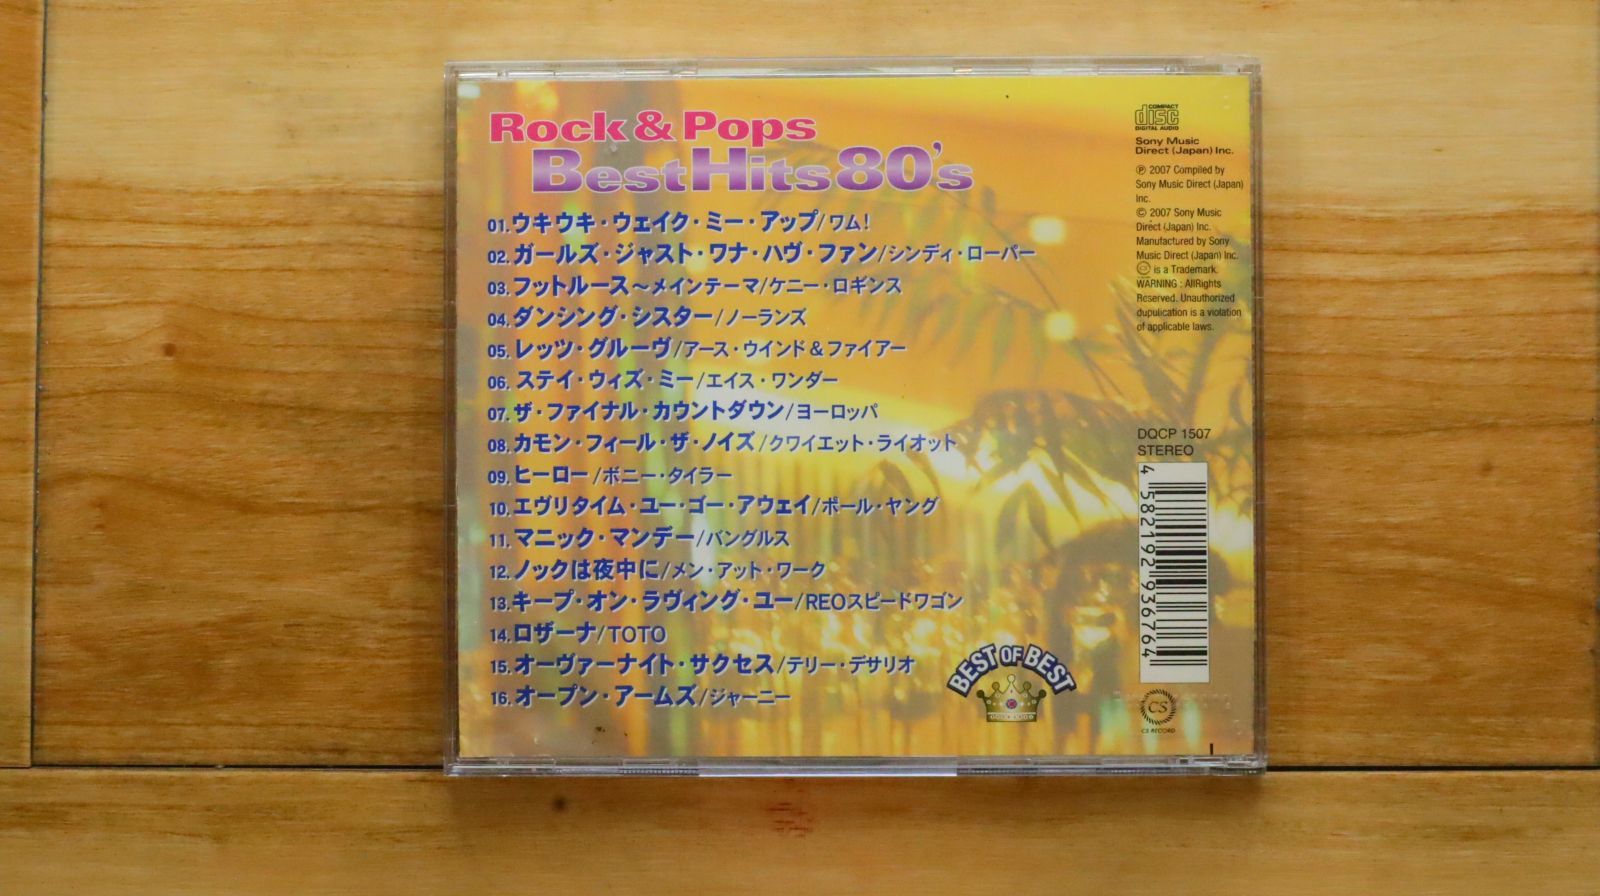 Rock & Pops
Best Hits 80's
01.ウキウキ・ウェイク・ミー・アップ/ワム!
02.ガールズ・ジャスト・ワナ・ハヴ・ファン/シンディ・ローパー
03.フットルース～メインテーマ/ケニー・ロギンス
04.ダンシング・シスター/ノーランズ
05.レッツ・グルーヴ/アース・ウインド&ファイアー
06.ステイ・ウィズ・ミー/エイス・ワンダー
07.ザ・ファイナル・カウントダウン/ヨーロッパ
08.カモン・フィール・ザ・ノイズ/クワイエット・ライオット
09.ヒーロー/ボニー・タイラー
10.エヴリタイム・ユー・ゴー・アウェイ/ポール・ヤング
11.マニック・マンデー/バングルス
12.ノックは夜中に/メン・アット・ワーク
13.キープ・オン・ラヴィング・ユー/REOスピードワゴン
14.ロザーナ/TOTO
15.オーヴァーナイト・サクセス/テリー・デサリオ
16.オープン・アームズ/ジャーニー
COMPACT
disc
DIGITAL AUDIO
Sony Music
Direct (Japan) Inc.
℗ 2007 Compiled by
Sony Music Direct (Japan)
Inc.
© 2007 Sony Music
Direct (Japan) Inc.
Manufactured by Sony
Music Direct (Japan) Inc.
CS is a Trademark.
WARNING : AllRights
Reserved. Unauthorized
dupulication is a violation
of applicable laws.
DQCP 1507
STEREO
4 582192 936764
BEST OF BEST
CS
CS RECORD